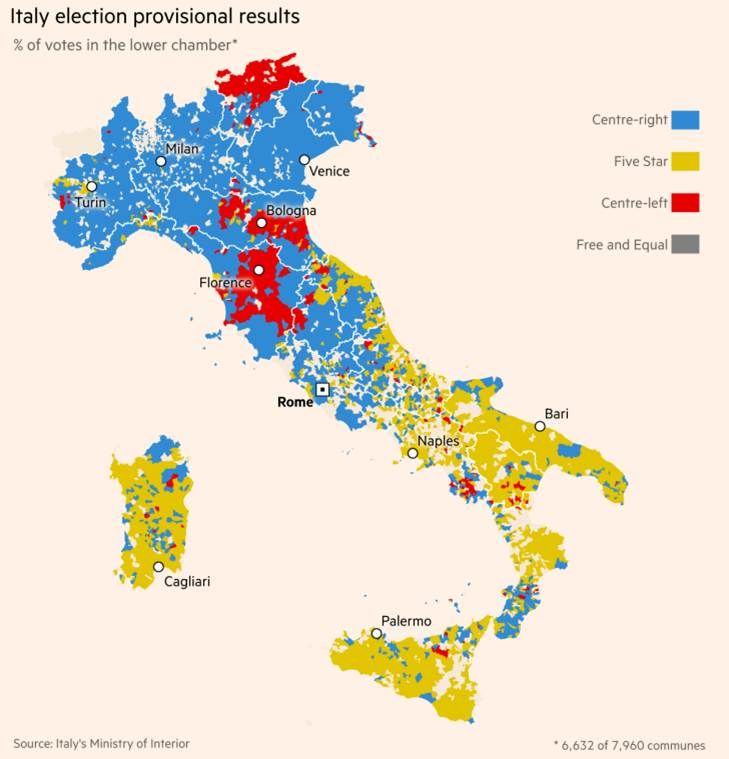 Italy election provisional results
% of votes in the lower chamber*
Centre-right
Five Star
Centre-left
Free and Equal
Milan
Venice
Turin
Bologna
Florence
Rome
Bari
Naples
Cagliari
Palermo
Source: Italy's Ministry of Interior
* 6,632 of 7,960 communes